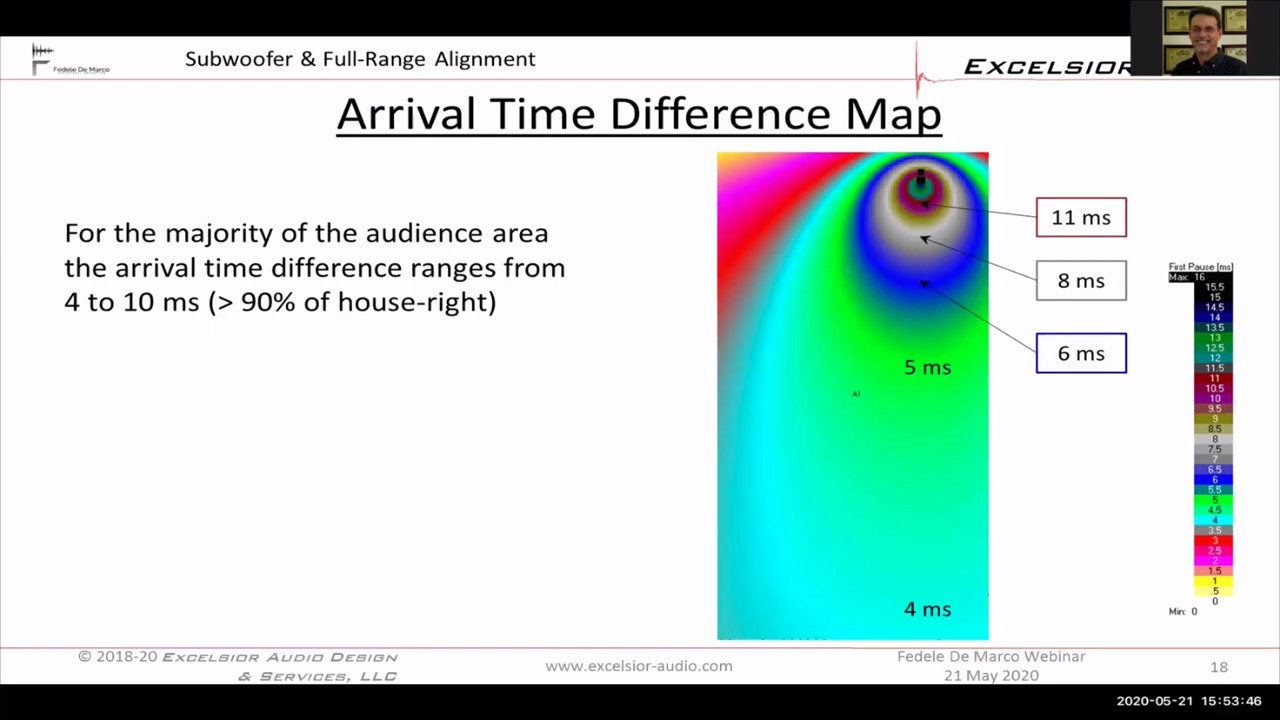 Fedele De Marco
Subwoofer & Full-Range Alignment
EXCELSIOR
Arrival Time Difference Map
For the majority of the audience area
the arrival time difference ranges from
4 to 10 ms (> 90% of house-right)
11 ms
8 ms
6 ms
5 ms
A1
4 ms
First Pause [ms]
Max: 16
15.5
15
14.5
14
13.5
13
12.5
12
11.5
11
10.5
10
9.5
9
8.5
8
7.5
7
6.5
6
5.5
5
4.5
4
3.5
3
2.5
2
1.5
1
.5
0
Min: 0
© 2018-20 EXCELSIOR AUDIO DESIGN
& SERVICES, LLC
www.excelsior-audio.com
Fedele De Marco Webinar
21 May 2020
18
2020-05-21 15:53:46